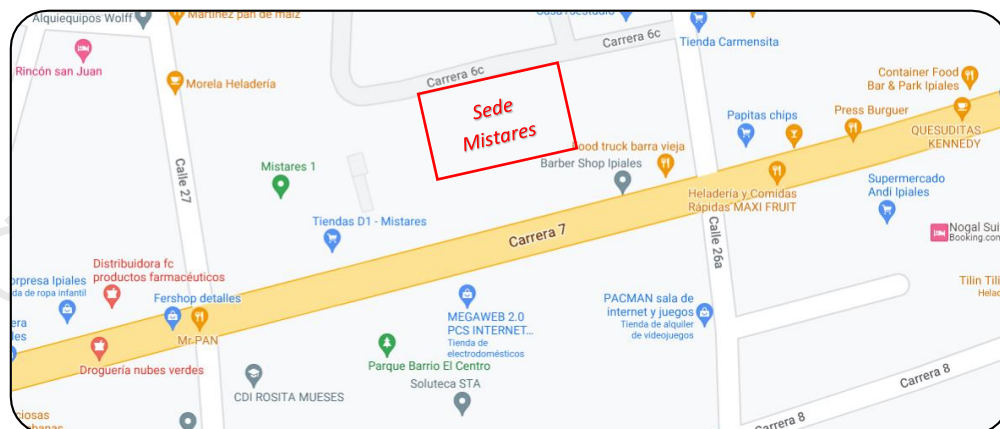 Alquiequipos Wolff
Martinez pan de maiz
Tienda Carmensita
Carrera 6c
Carrera 6c
Rincón san Juan
Morela Heladería
Container Food
Bar & Park Ipiales
Sede
Mistares
Papitas chips
Press Burguer
QUESUDITAS
KENNEDY
ood truck barra vieja
Barber Shop Ipiales
Mistares 1
Calle 27
Heladería y Comidas
Rápidas MAXI FRUIT
Supermercado
Andi Ipiales
Tiendas D1 - Mistares
Carrera 7
Calle 26a
Nogal Sui
Booking.com
Distribuidora fc
productos farmacéuticos
orpresa Ipiales
da de ropa infantil
Fershop detalles
Tilin Tili
Helad
PACMAN sala de
internet y juegos
Tienda de alquiler
de videojuegos
MEGAWEB 2.0
PCS INTERNET...
Tienda de
electrodomésticos
Mr PAN
Parque Barrio El Centro
Droguería nubes verdes
Soluteca STA
CDI ROSITA MUESES
Carrera 8
Carrera 8